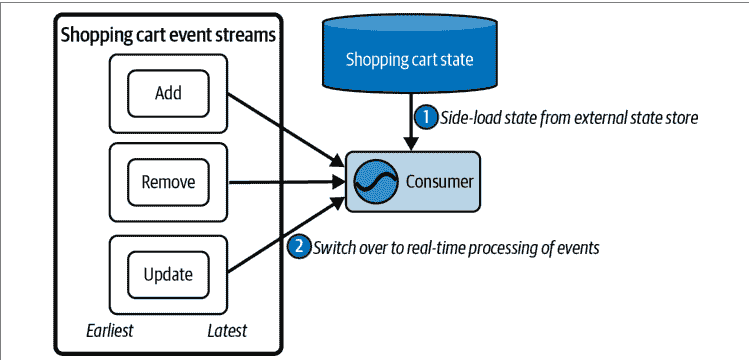 Shopping cart event streams
Add
Remove
Update
Earliest Latest
Shopping cart state
1 Side-load state from external state store
Consumer
2 Switch over to real-time processing of events